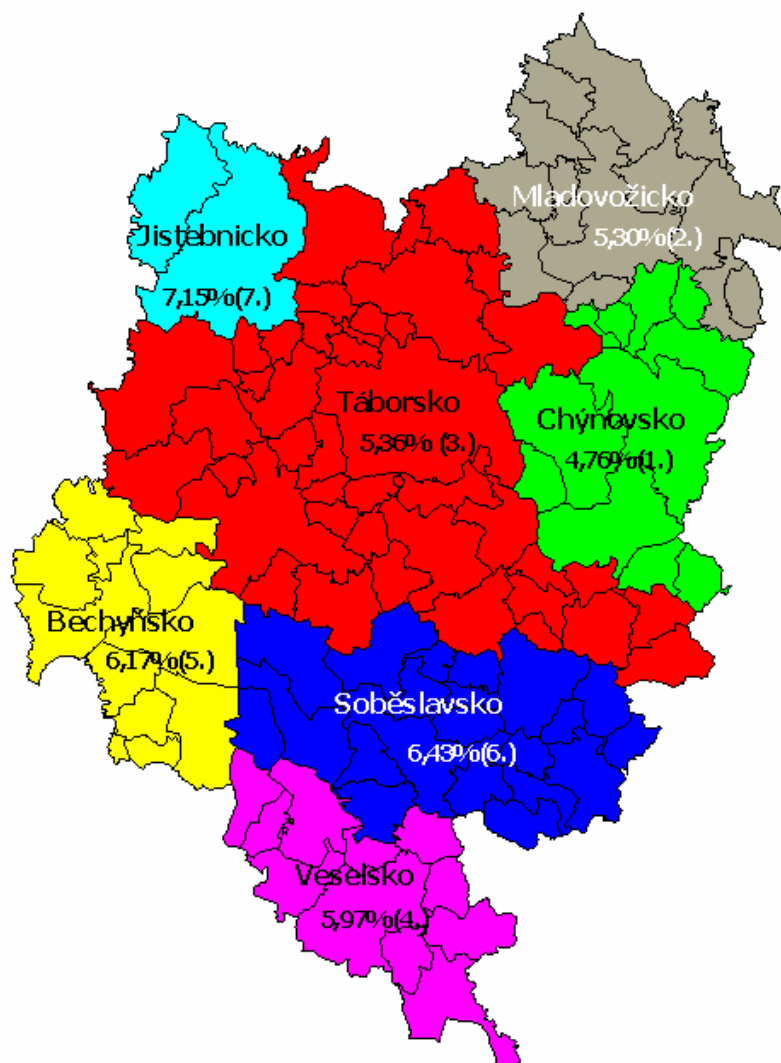 Mladovožicko
5,30%(2.)
Jistebnicko
7,15%(7.)
Táborsko
5,36% (3.)
Chýnovsko
4,76%(1.)
Bechyňsko
6,17%(5.)
Soběslavsko
6,43%(6.)
Veselsko
5,97%(4.)